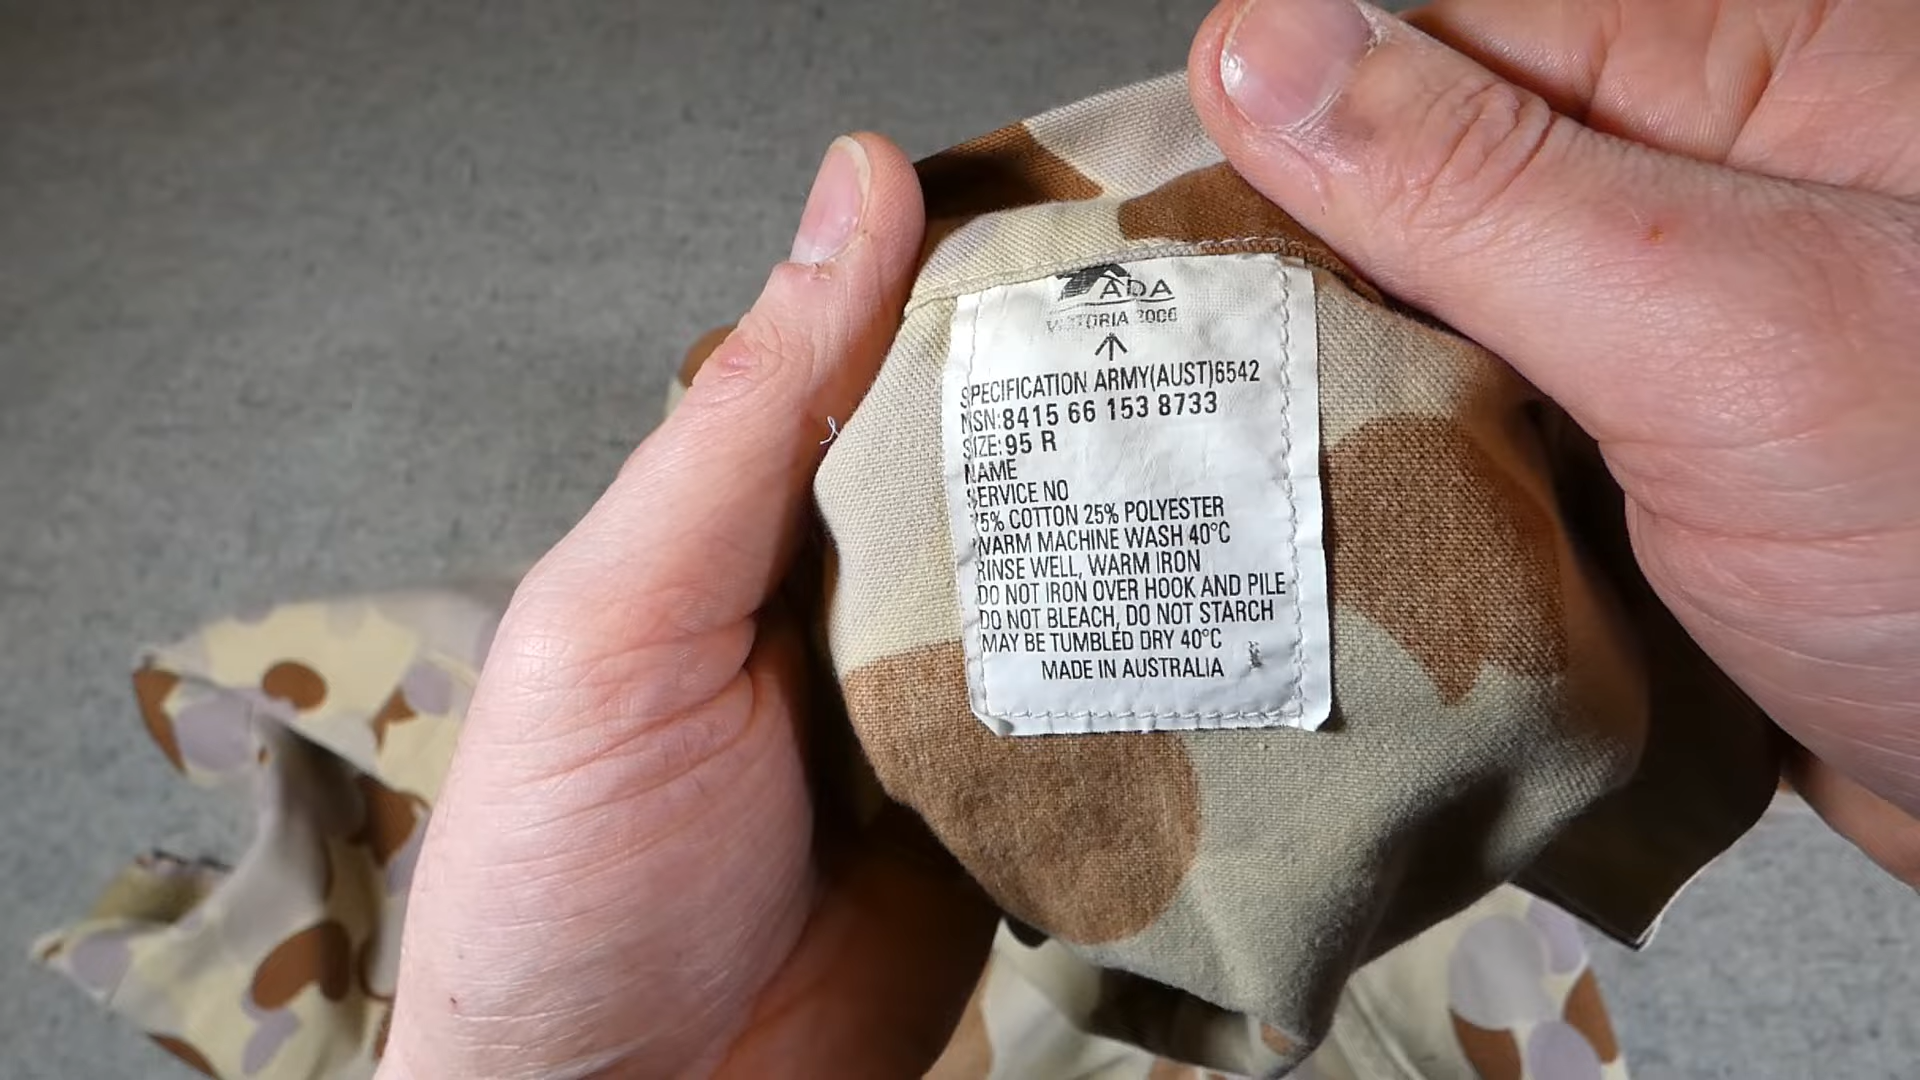 ADA
VICTORIA 2006
SPECIFICATION ARMY(AUST)6542
NSN:8415 66 153 8733
SIZE:95 R
NAME
SERVICE NO
75% COTTON 25% POLYESTER
WARM MACHINE WASH 40°C
RINSE WELL, WARM IRON
DO NOT IRON OVER HOOK AND PILE
DO NOT BLEACH, DO NOT STARCH
MAY BE TUMBLED DRY 40°C
MADE IN AUSTRALIA